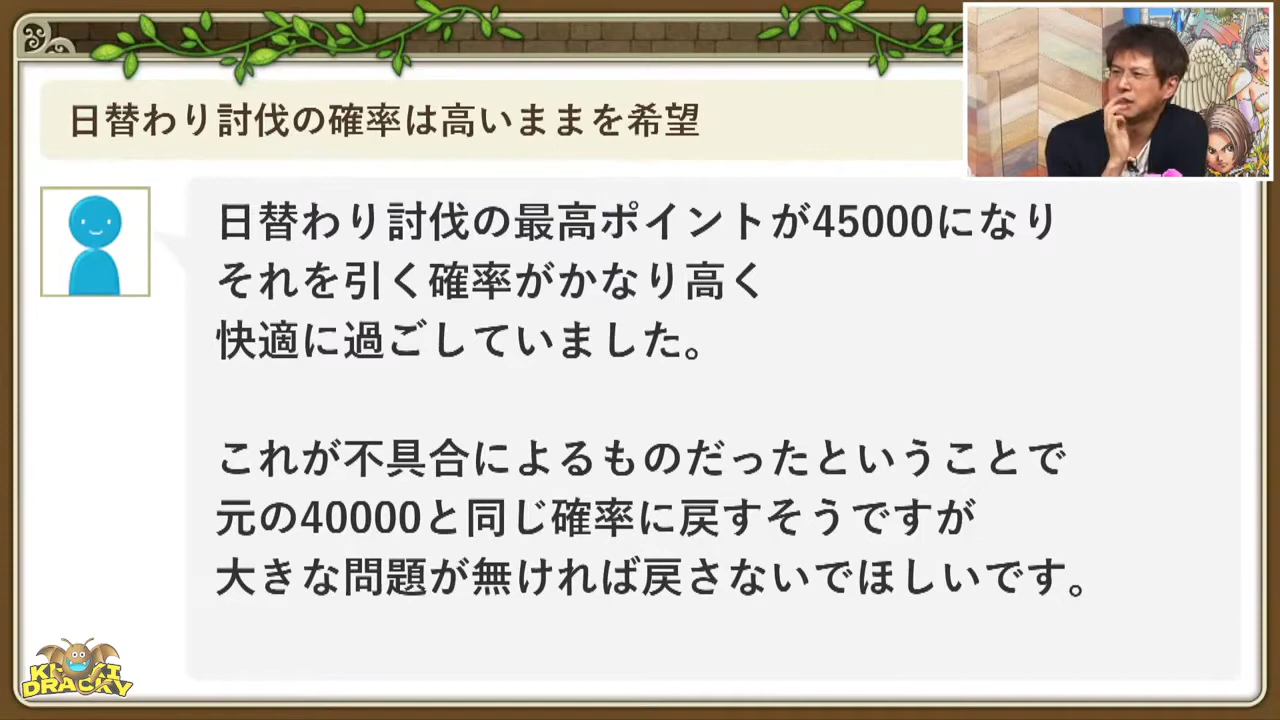 日替わり討伐の確率は高いままを希望
日替わり討伐の最高ポイントが45000になり
それを引く確率がかなり高く
快適に過ごしていました。
これが不具合によるものだったということで
元の40000と同じ確率に戻すそうですが
大きな問題が無ければ戻さないでほしいです。
DRACKY